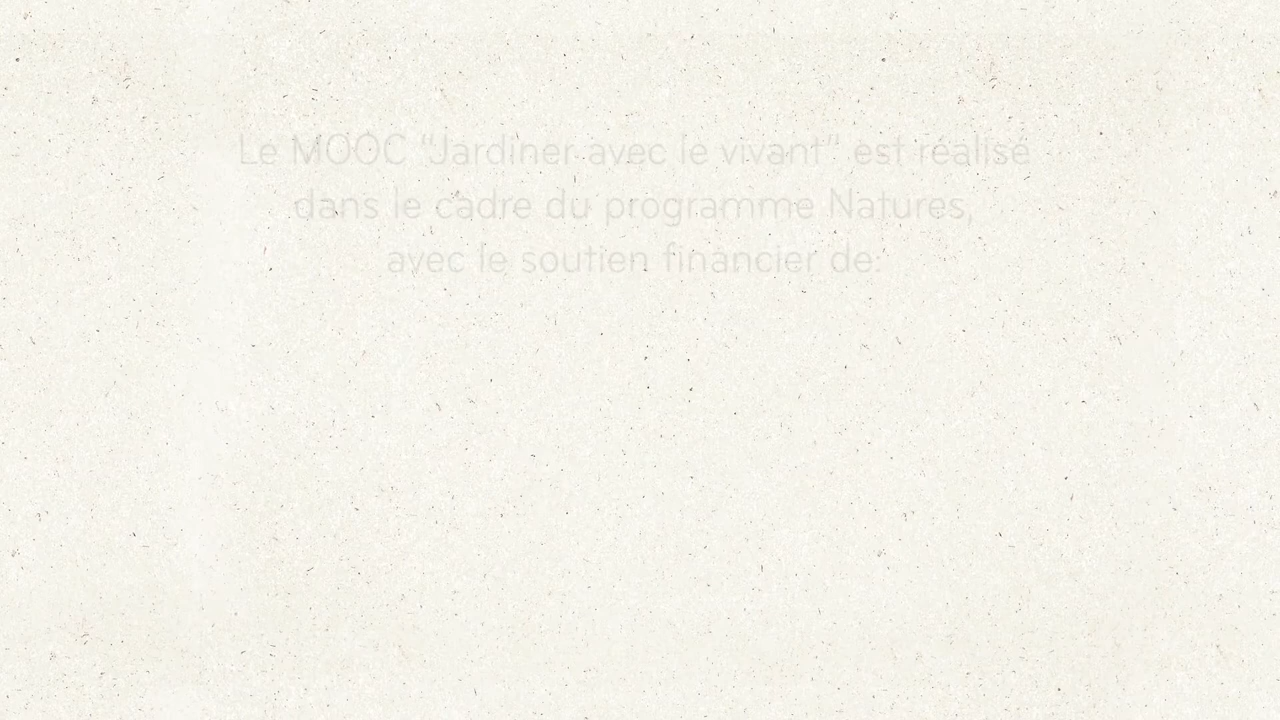 Le MOOC “Jardiner avec le vivant” est réalisé
dans le cadre du programme Natures,
avec le soutien financier de: